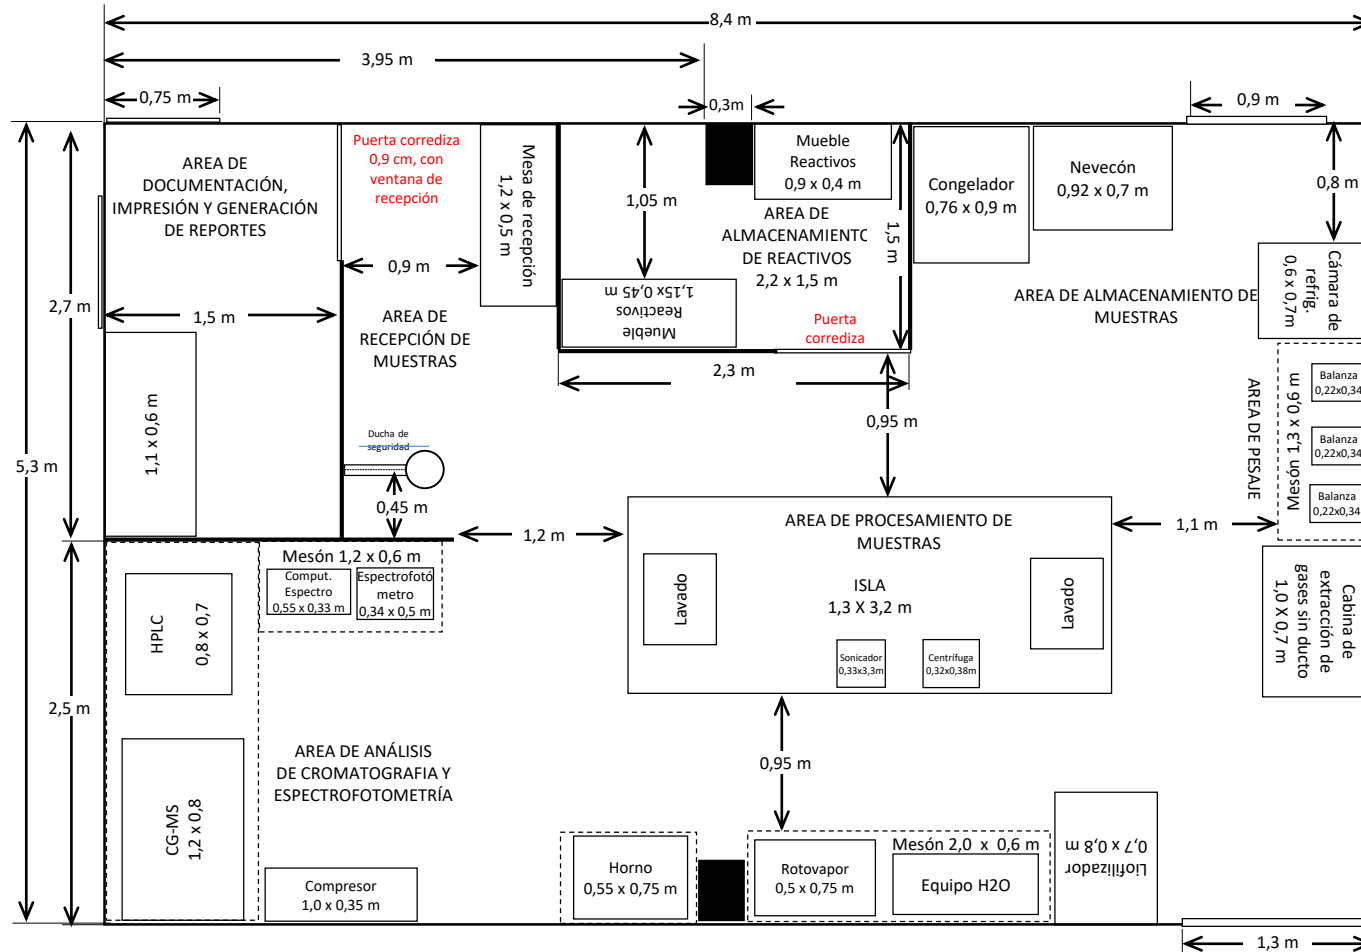 8,4 m
3,95 m
0,75 m
0,3m
0,9 m
AREA DE
DOCUMENTACIÓN,
IMPRESIÓN Y GENERACIÓN
DE REPORTES
Puerta corrediza
0,9 cm, con
ventana de
recepción
Mesa de recepción
1,2 x 0,5 m
1,05 m
Mueble
Reactivos
0,9 x 0,4 m
AREA DE
ALMACENAMIENTC
DE REACTIVOS
2,2 x 1,5 m
1,5 m
Congelador
0,76 x 0,9 m
Nevecón
0,92 x 0,7 m
0,8 m
Cámara de
refrig.
0,6 x 0,7m
2,7 m
1,5 m
0,9 m
AREA DE
RECEPCIÓN DE
MUESTRAS
Mueble
Reactivos
1,15x 0,45 m
Puerta
corrediza
2,3 m
AREA DE ALMACENAMIENTO DE
MUESTRAS
0,95 m
AREA DE PESAJE
Mesón 1,3 x 0,6 m
Balanza
0,22x0,34
Balanza
0,22x0,34
Balanza
0,22x0,34
5,3 m
1,1 x 0,6 m
Ducha de
seguridad
0,45 m
1,2 m
AREA DE PROCESAMIENTO DE
MUESTRAS
ISLA
1,3 X 3,2 m
Lavado
Lavado
Sonicador
0,33x3,3m
Centrífuga
0,32x0,38m
1,1 m
Cabina de
extracción de
gases sin ducto
1,0 X 0,7 m
Mesón 1,2 x 0,6 m
Comput.
Espectro
0,55 x 0,33 m
Espectrofotó
metro
0,34 x 0,5 m
HPLC
0,8 x 0,7
2,5 m
CG-MS
1,2 x 0,8
AREA DE ANÁLISIS
DE CROMATOGRAFIA Y
ESPECTROFOTOMETRÍA
0,95 m
Compresor
1,0 x 0,35 m
Horno
0,55 x 0,75 m
Mesón 2,0 x 0,6 m
Rotovapor
0,5 x 0,75 m
Equipo H2O
Liofilizador
0,7 x 0,8 m
1,3 m